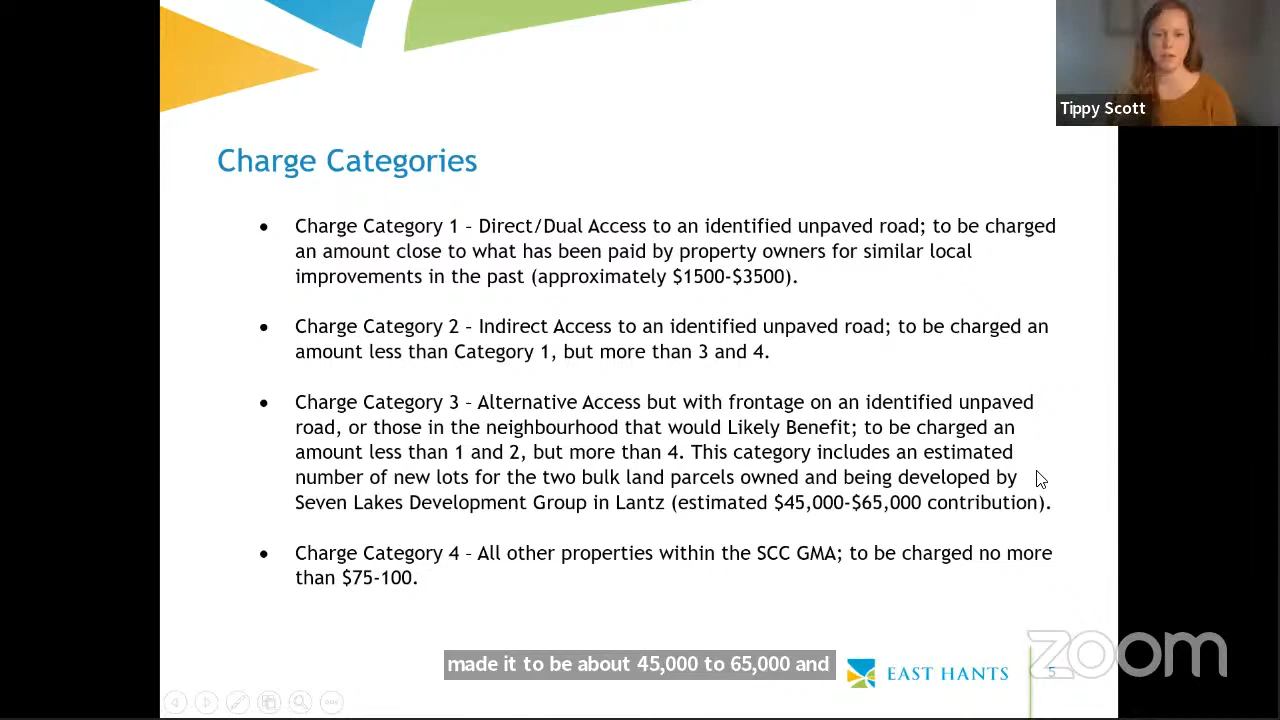 Tippy Scott
Charge Categories
• Charge Category 1 – Direct/Dual Access to an identified unpaved road; to be charged
an amount close to what has been paid by property owners for similar local
improvements in the past (approximately $1500-$3500).
• Charge Category 2 – Indirect Access to an identified unpaved road; to be charged an
amount less than Category 1, but more than 3 and 4.
• Charge Category 3 – Alternative Access but with frontage on an identified unpaved
road, or those in the neighbourhood that would Likely Benefit; to be charged an
amount less than 1 and 2, but more than 4. This category includes an estimated
number of new lots for the two bulk land parcels owned and being developed by
Seven Lakes Development Group in Lantz (estimated $45,000-$65,000 contribution).
• Charge Category 4 – All other properties within the SCC GMA; to be charged no more
than $75-100.
made it to be about 45,000 to 65,000 and
EAST HANTS
5
zoom